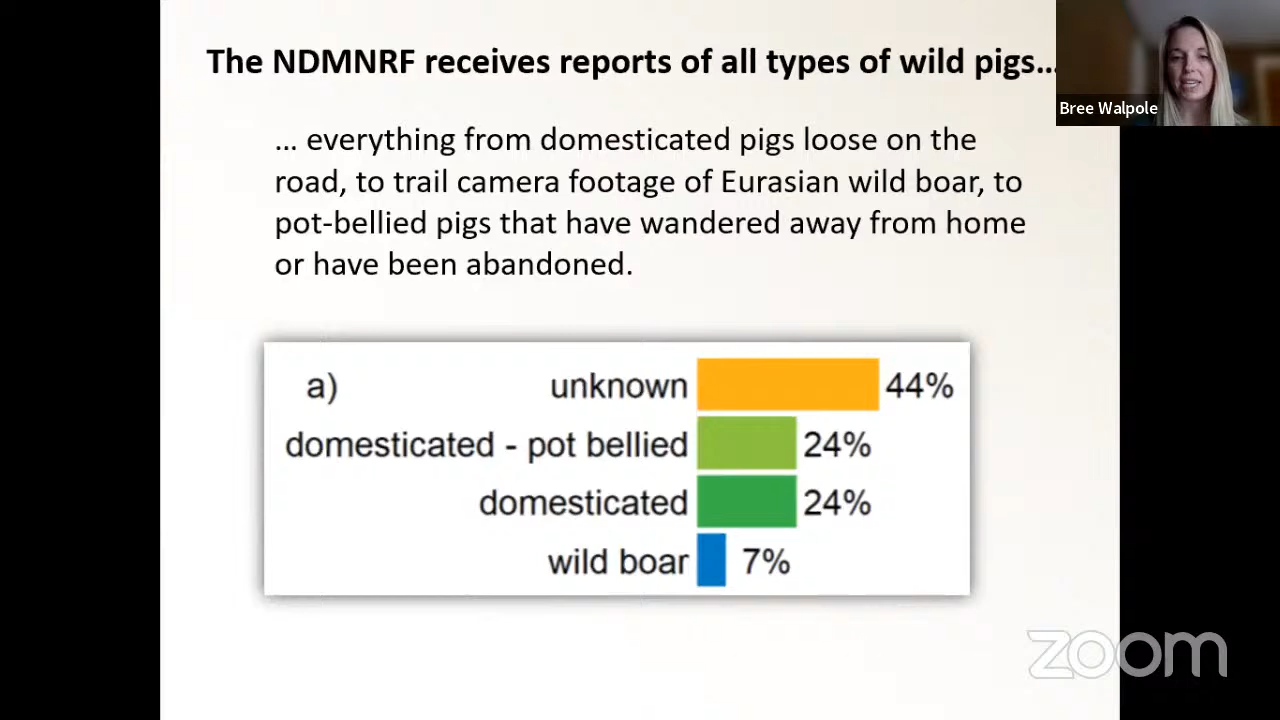 The NDMNRF receives reports of all types of wild pigs...
Bree Walpole
... everything from domesticated pigs loose on the
road, to trail camera footage of Eurasian wild boar, to
pot-bellied pigs that have wandered away from home
or have been abandoned.
a)
unknown 44%
domesticated - pot bellied 24%
domesticated 24%
wild boar 7%
zoom